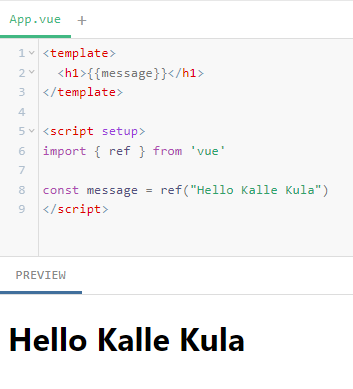 App.vue +
1 <template>
2 <h1>{{message}}</h1>
3 </template>
4
5 <script setup>
6 import { ref } from 'vue'
7
8 const message = ref("Hello Kalle Kula")
9 </script>
PREVIEW
Hello Kalle Kula